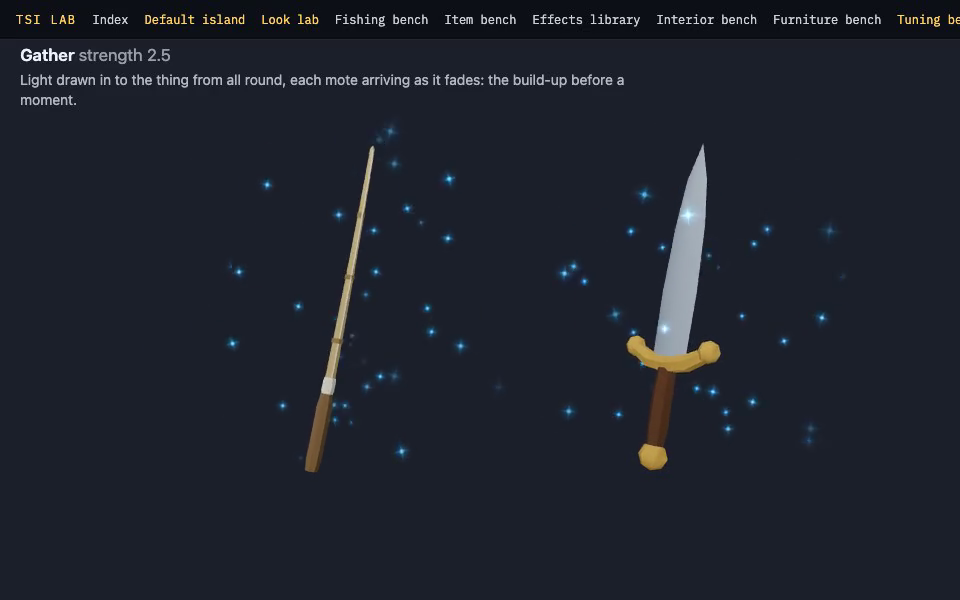 TSI LAB Index Default island Look lab Fishing bench Item bench Effects library Interior bench Furniture bench Tuning be
Gather strength 2.5
Light drawn in to the thing from all round, each mote arriving as it fades: the build-up before a
moment.